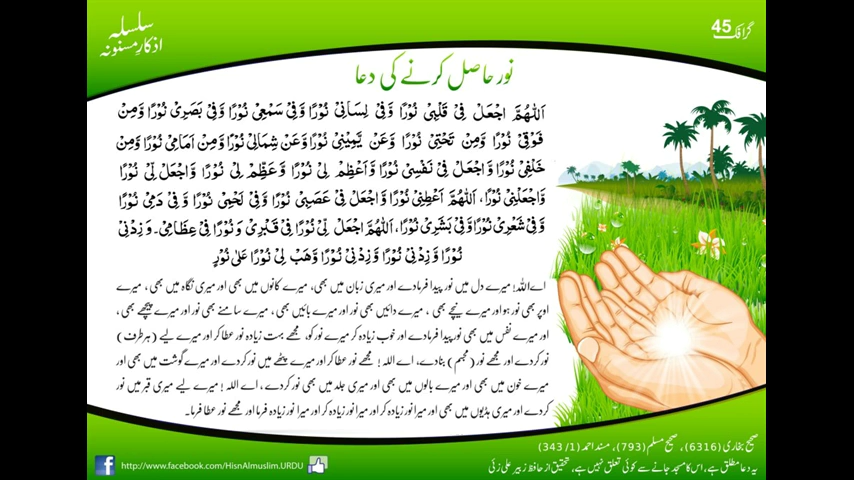 سلسلہ
اذکارِ مسنونہ
گرافک 45
نور حاصل کرنے کی دعا
اَللّٰهُمَّ اجْعَلْ فِيْ قَلْبِيْ نُوْرًا وَّفِيْ لِسَانِيْ نُوْرًا وَّفِيْ سَمْعِيْ نُوْرًا وَّفِيْ بَصَرِيْ نُوْرًا وَّمِنْ
فَوْقِيْ نُوْرًا وَّمِنْ تَحْتِيْ نُوْرًا وَّعَنْ يَّمِيْنِيْ نُوْرًا وَّعَنْ شِمَالِيْ نُوْرًا وَّمِنْ اَمَامِيْ نُوْرًا وَّمِنْ
خَلْفِيْ نُوْرًا وَّاجْعَلْ فِيْ نَفْسِيْ نُوْرًا وَّاَعْظِمْ لِيْ نُوْرًا وَّعَظِّمْ لِيْ نُوْرًا وَّاجْعَلْ لِّيْ نُوْرًا
وَّاجْعَلْنِيْ نُوْرًا، اَللّٰهُمَّ اَعْطِنِيْ نُوْرًا وَّاجْعَلْ فِيْ عَصَبِيْ نُوْرًا وَّفِيْ لَحْمِيْ نُوْرًا وَّفِيْ دَمِيْ نُوْرًا
وَّفِيْ شَعْرِيْ نُوْرًا وَّفِيْ بَشَرِيْ نُوْرًا، اَللّٰهُمَّ اجْعَلْ لِّيْ نُوْرًا فِيْ قَبْرِيْ وَنُوْرًا فِيْ عِظَامِيْ۔ وَزِدْنِيْ
نُوْرًا وَّزِدْنِيْ نُوْرًا وَّزِدْنِيْ نُوْرًا وَّهَبْ لِيْ نُوْرًا عَلٰى نُوْرٍ
اے اللہ! میرے دل میں نور پیدا فرمادے اور میری زبان میں بھی، میرے کانوں میں بھی اور میری نگاہ میں بھی، میرے
اوپر بھی نور ہو اور میرے نیچے بھی، میرے دائیں بھی نور اور میرے بائیں بھی، میرے سامنے بھی نور اور میرے پیچھے بھی،
اور میرے نفس میں بھی نور پیدا فرمادے اور خوب زیادہ کر میرے نور کو، مجھے بہت زیادہ نور عطا کر اور میرے لیے (ہر طرف)
نور کردے اور مجھے نور (مجسم) بنادے، اے اللہ! مجھے نور عطا کر اور میرے پٹھے میں نور کردے اور میرے گوشت میں بھی اور
میرے خون میں بھی اور میرے بالوں میں بھی اور میری جلد میں بھی نور کردے، اے اللہ! میرے لیے میری قبر میں نور
کردے اور میری ہڈیوں میں بھی اور میرا نور زیادہ کر اور میرا نور زیادہ کر اور میرا نور زیادہ فرما اور مجھے نور عطا فرما۔
صحیح بخاری (6316)، صحیح مسلم (793)، مسند احمد (1/343)
یہ دعا مطلق ہے، اس کا مسجد جانے سے کوئی تعلق نہیں ہے، تحقیق از حافظ زبیر علی زئی
http://www.facebook.com/HisnAlmuslim.URDU